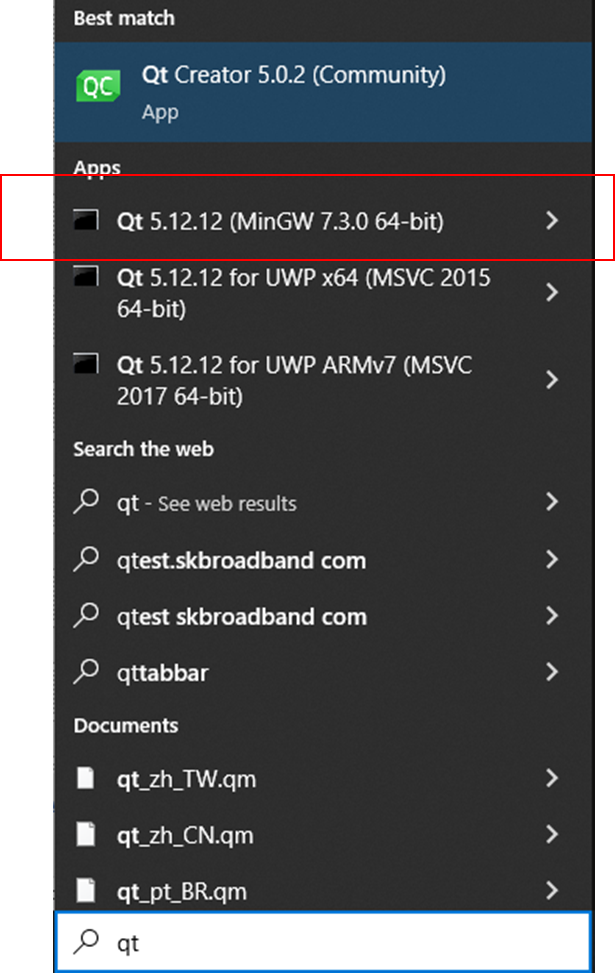 Best match
QC
Qt Creator 5.0.2 (Community)
App
Apps
Qt 5.12.12 (MinGW 7.3.0 64-bit)
Qt 5.12.12 for UWP x64 (MSVC 2015
64-bit)
Qt 5.12.12 for UWP ARMv7 (MSVC
2017 64-bit)
Search the web
qt - See web results
qtest.skbroadband com
qtest skbroadband com
qttabbar
Documents
qt_zh_TW.qm
qt_zh_CN.qm
qt_pt_BR.qm
qt